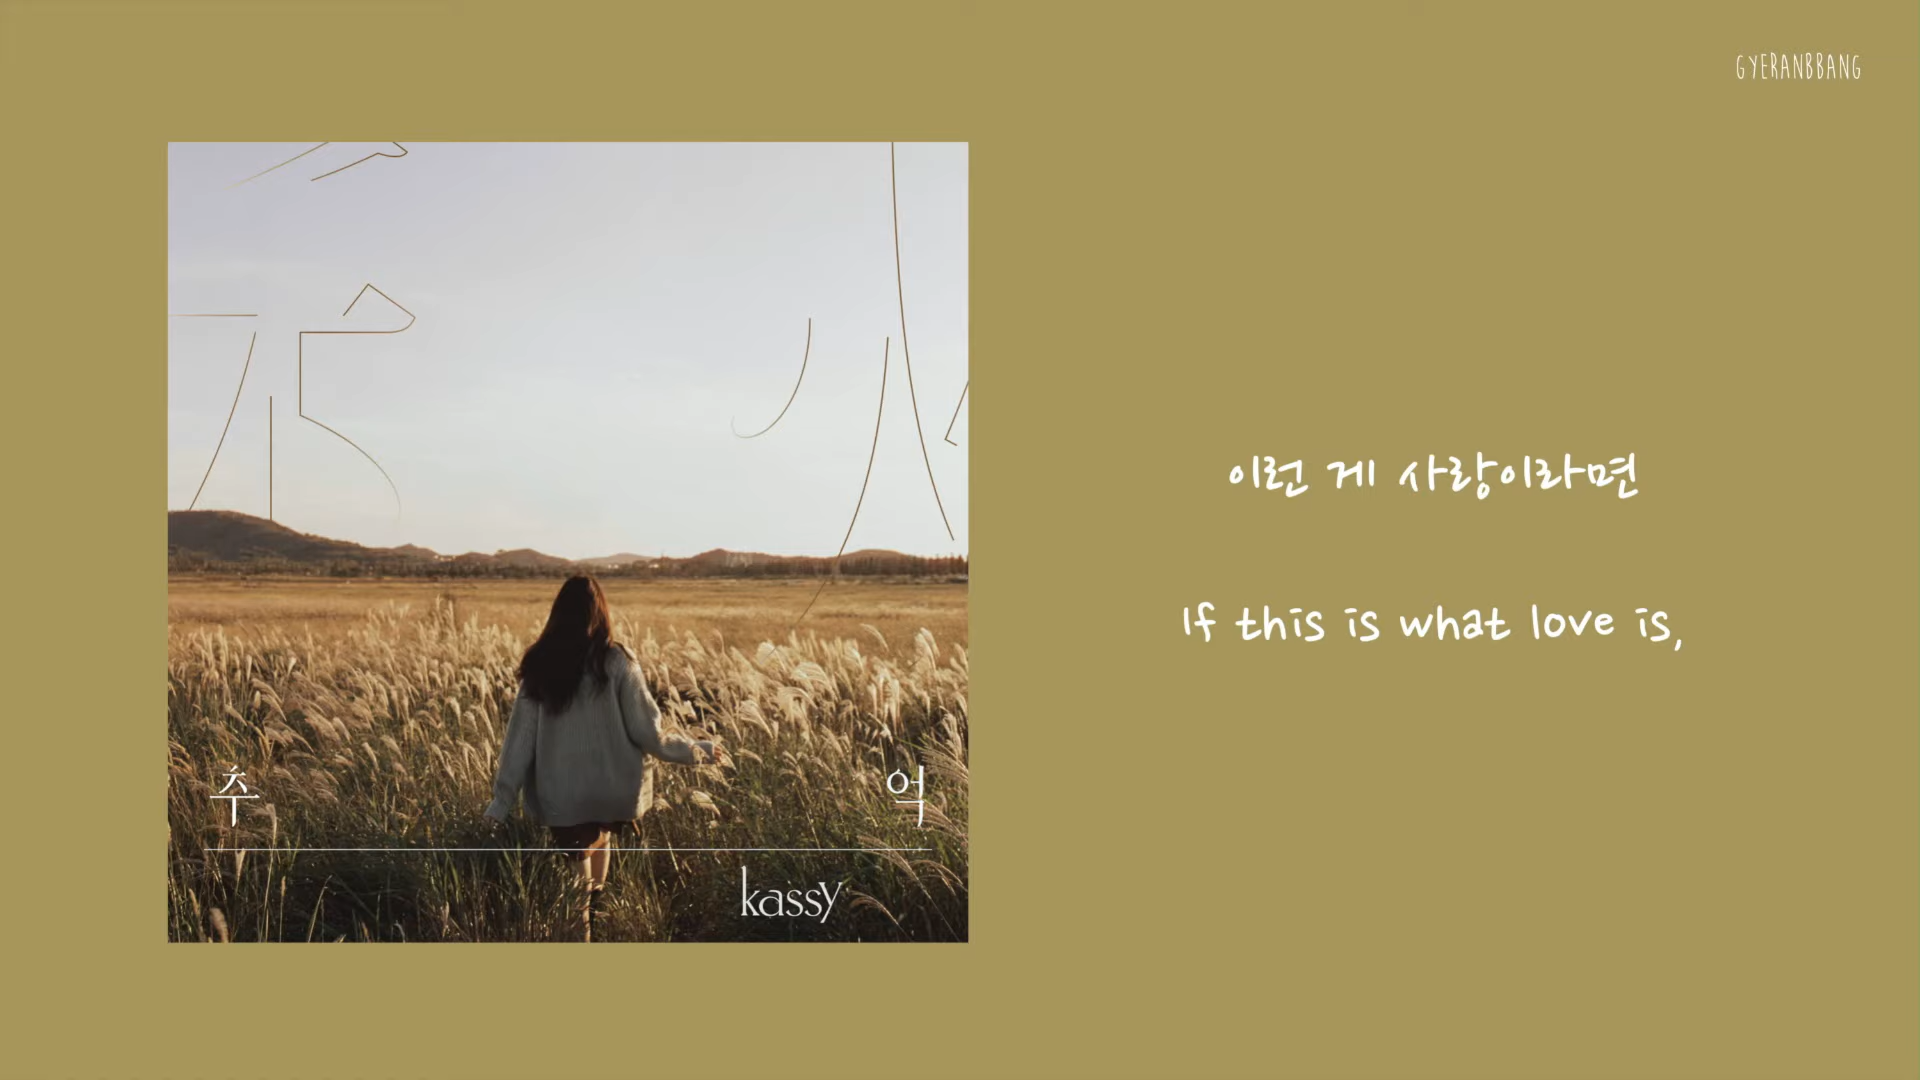 GYERANBBANG
추 억
kassy
이런 게 사랑이라면
If this is what love is,